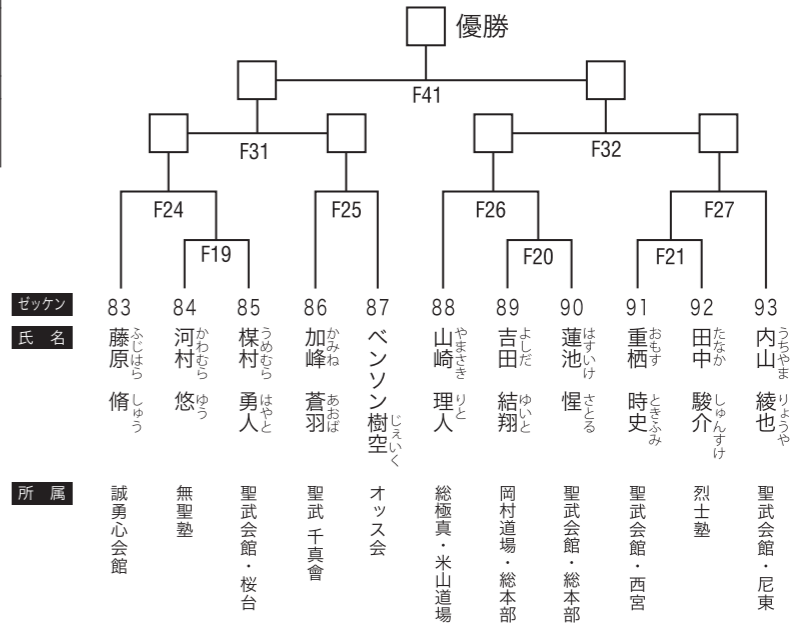 優勝
F41
F31
F32
F24
F25
F26
F27
F19
F20
F21
ゼッケン
83
84
85
86
87
88
89
90
91
92
93
氏 名
藤原 脩
ふじはら しゅう
河村 悠
かわむら ゆう
楳村 勇人
うめむら はやと
加峰 蒼羽
かみね あおば
ベンソン樹空
じぇいく
山崎 理人
やまさき りと
吉田 結翔
よしだ ゆいと
蓮池 惺
はすいけ さとる
重栖 時史
おもす ときふみ
田中 駿介
たなか しゅんすけ
内山 綾也
うちやま りょうや
所 属
誠勇心会館
無聖塾
聖武会館・桜台
聖武 千真會
オッス会
総極真・米山道場
岡村道場・総本部
聖武会館・総本部
聖武会館・西宮
烈士塾
聖武会館・尼東